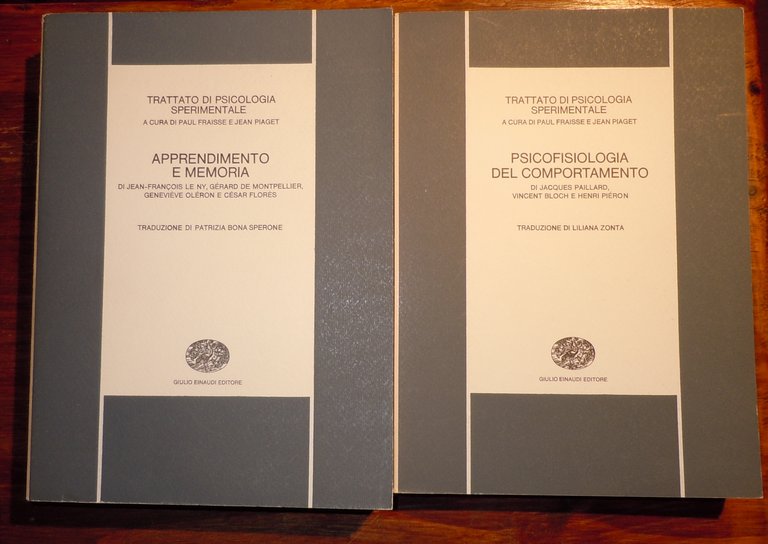 TRATTATO DI PSICOLOGIA
SPERIMENTALE
A CURA DI PAUL FRAISSE E JEAN PIAGET
APPRENDIMENTO
E MEMORIA
DI JEAN-FRANÇOIS LE NY, GÉRARD DE MONTPELLIER,
GENEVIÈVE OLÉRON E CÉSAR FLORÈS
TRADUZIONE DI PATRIZIA BONA SPERONE
GIULIO EINAUDI EDITORE
TRATTATO DI PSICOLOGIA
SPERIMENTALE
A CURA DI PAUL FRAISSE E JEAN PIAGET
PSICOFISIOLOGIA
DEL COMPORTAMENTO
DI JACQUES PAILLARD,
VINCENT BLOCH E HENRI PIÉRON
TRADUZIONE DI LILIANA ZONTA
GIULIO EINAUDI EDITORE